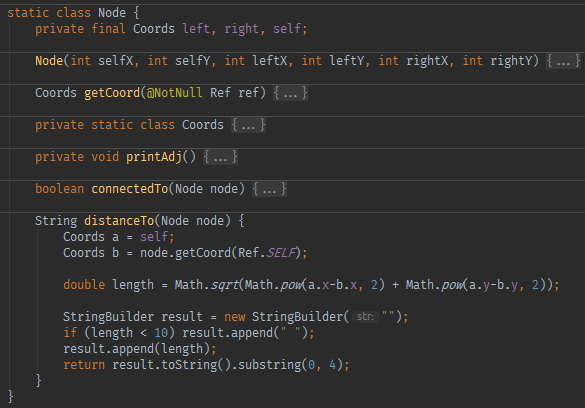 static class Node {
    private final Coords left, right, self;
    Node(int selfX, int selfY, int leftX, int leftY, int rightX, int rightY) {...}
    Coords getCoord(@NotNull Ref ref) {...}
    private static class Coords {...}
    private void printAdj() {...}
    boolean connectedTo(Node node) {...}
    String distanceTo(Node node) {
        Coords a = self;
        Coords b = node.getCoord(Ref.SELF);
        double length = Math.sqrt(Math.pow(a.x-b.x, 2) + Math.pow(a.y-b.y, 2));
        StringBuilder result = new StringBuilder( str: "");
        if (length < 10) result.append(" ");
        result.append(length);
        return result.toString().substring(0, 4);
    }
}